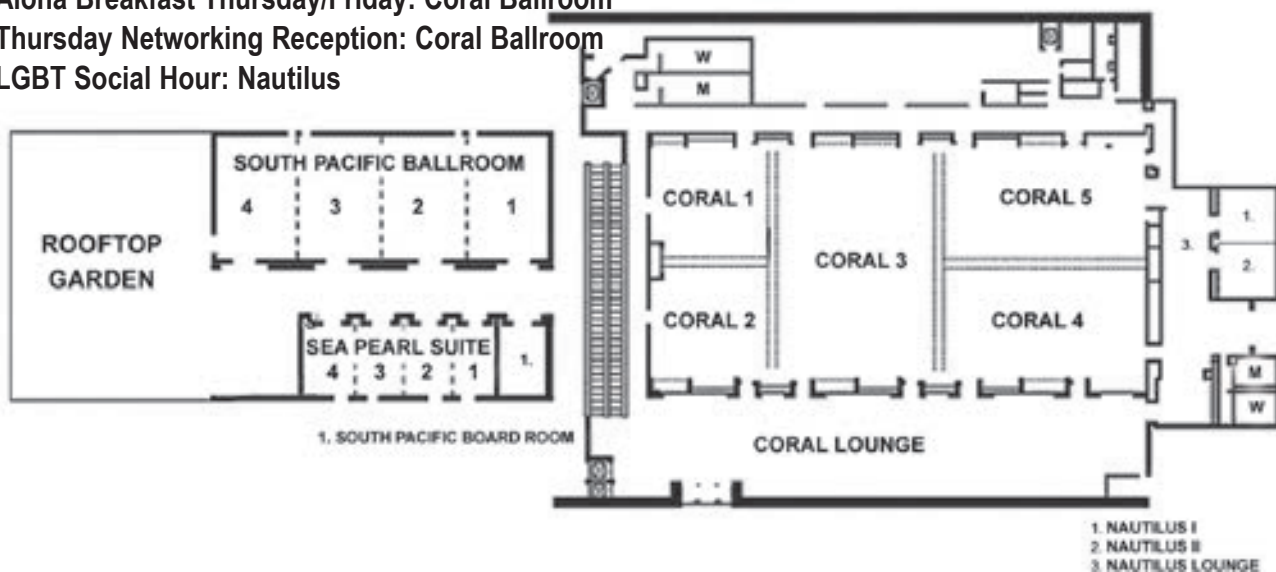 Aloha Breakfast Thursday/Friday: Coral Ballroom
Thursday Networking Reception: Coral Ballroom
LGBT Social Hour: Nautilus
W
M
SOUTH PACIFIC BALLROOM
4 3 2 1
ROOFTOP
GARDEN
SEA PEARL SUITE
4 3 2 1 1.
1. SOUTH PACIFIC BOARD ROOM
CORAL 1
CORAL 2
CORAL 3
CORAL 5
CORAL 4
CORAL LOUNGE
1.
2.
3.
M
W
1. NAUTILUS I
2. NAUTILUS II
3. NAUTILUS LOUNGE